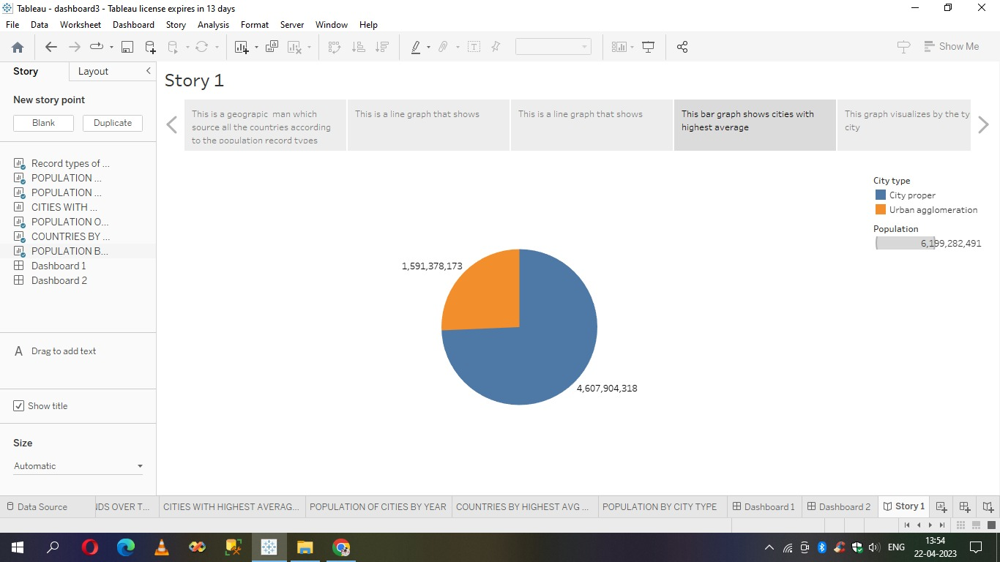 Tableau - dashboard3 - Tableau license expires in 13 days
File Data Worksheet Dashboard Story Analysis Format Server Window Help
Show Me
Story Layout
New story point
Blank Duplicate
Record types of ...
POPULATION ...
POPULATION ...
CITIES WITH ...
POPULATION O...
COUNTRIES BY ...
POPULATION B...
Dashboard 1
Dashboard 2
A Drag to add text
Show title
Size
Automatic
Story 1
This is a geograpic man which
source all the countries according
to the population record types
This is a line graph that shows
This is a line graph that shows
This bar graph shows cities with
highest average
This graph visualizes by the ty
city
City type
City proper
Urban agglomeration
Population
6,199,282,491
1,591,378,173
4,607,904,318
Data Source NDS OVER T... CITIES WITH HIGHEST AVERAG... POPULATION OF CITIES BY YEAR COUNTRIES BY HIGHEST AVG ... POPULATION BY CITY TYPE Dashboard 1 Dashboard 2 Story 1
ENG
13:54
22-04-2023